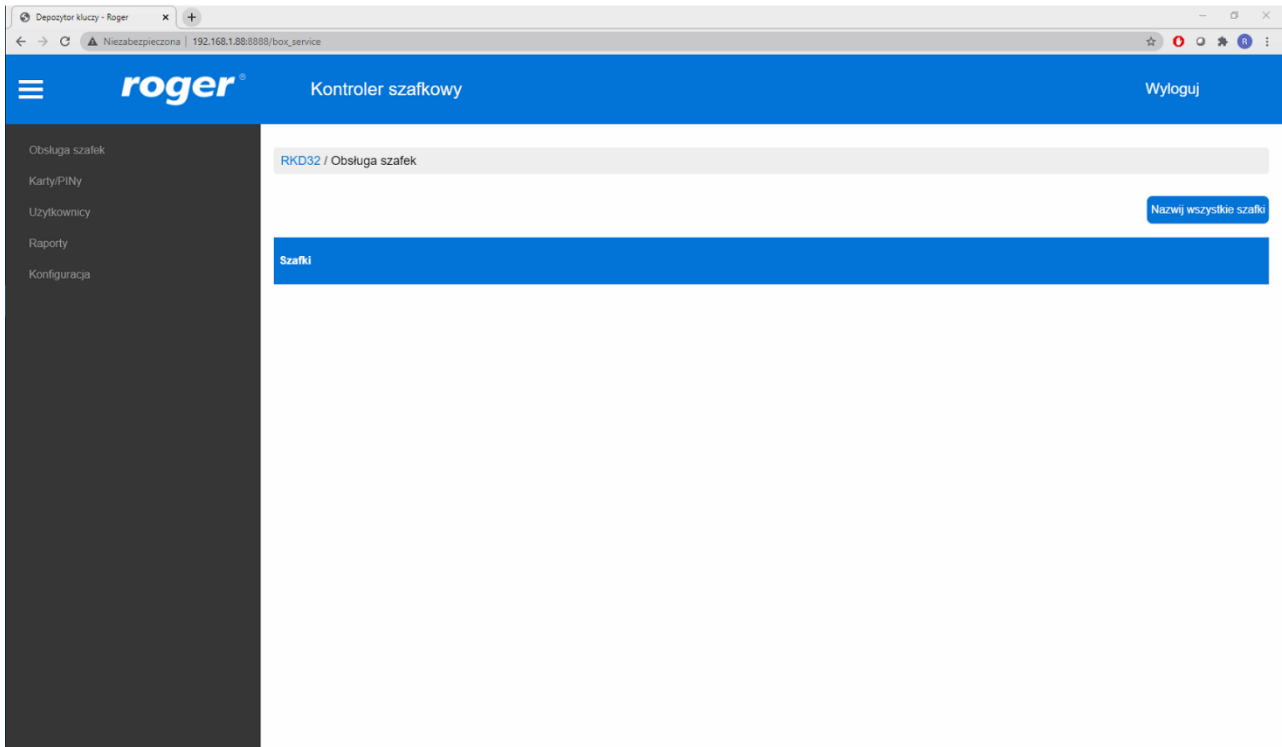 Depozytor kluczy - Roger
Niezabezpieczona | 192.168.1.88:8888/box_service
R
roger®
Kontroler szafkowy
Wyloguj
Obsługa szafek
Karty/PINy
Użytkownicy
Raporty
Konfiguracja
RKD32 / Obsługa szafek
Nazwij wszystkie szafki
Szafki